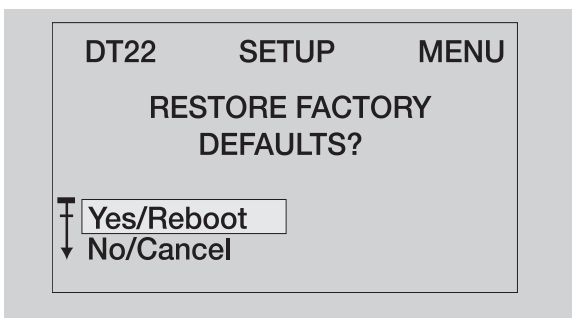 DT22 SETUP MENU
RESTORE FACTORY
DEFAULTS?
Yes/Reboot
No/Cancel